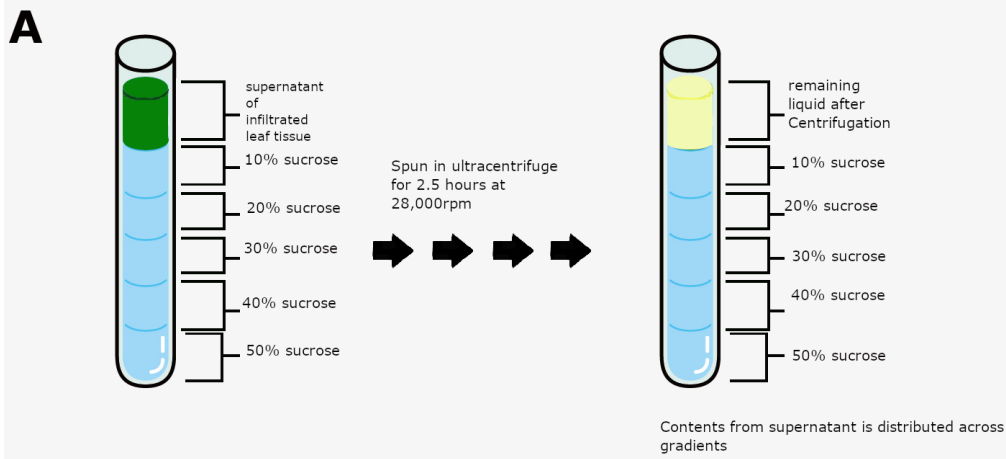 A
supernatant
of
infiltrated
leaf tissue
10% sucrose
20% sucrose
30% sucrose
40% sucrose
50% sucrose
Spun in ultracentrifuge
for 2.5 hours at
28,000rpm
remaining
liquid after
Centrifugation
10% sucrose
20% sucrose
30% sucrose
40% sucrose
50% sucrose
Contents from supernatant is distributed across
gradients